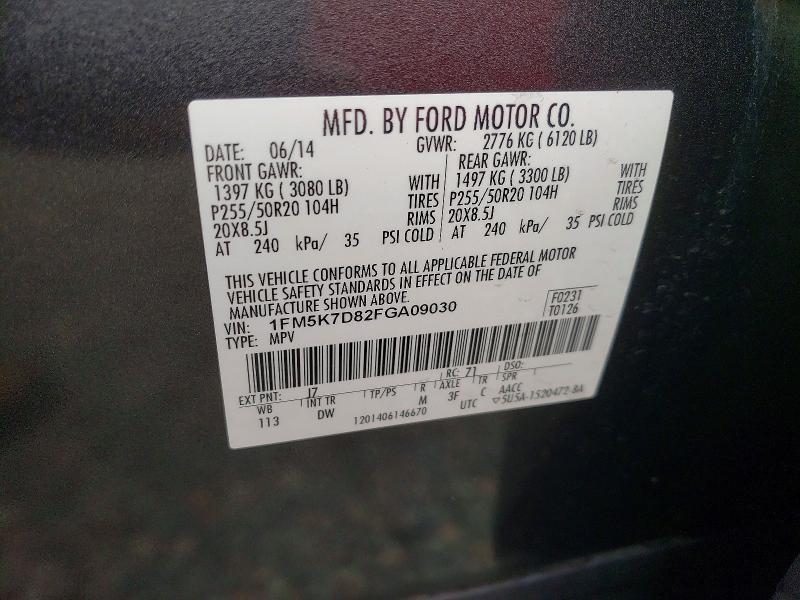 MFD. BY FORD MOTOR CO.
DATE: 06/14 GVWR: 2776 KG ( 6120 LB)
FRONT GAWR: REAR GAWR:
1397 KG ( 3080 LB) WITH 1497 KG ( 3300 LB) WITH
P255/50R20 104H TIRES P255/50R20 104H TIRES
20X8.5J RIMS 20X8.5J RIMS
AT 240 kPa/ 35 PSI COLD AT 240 kPa/ 35 PSI COLD
THIS VEHICLE CONFORMS TO ALL APPLICABLE FEDERAL MOTOR
VEHICLE SAFETY STANDARDS IN EFFECT ON THE DATE OF
MANUFACTURE SHOWN ABOVE.
VIN: 1FM5K7D82FGA09030 F0231
TYPE: MPV T0126
RC: 71 DSO:
EXT PNT: J7 R AXLE TR SPR
WB INT TR TP/PS M 3F C AACC
113 DW 1201406146670 UTC ▽5U5A-1520472-BA